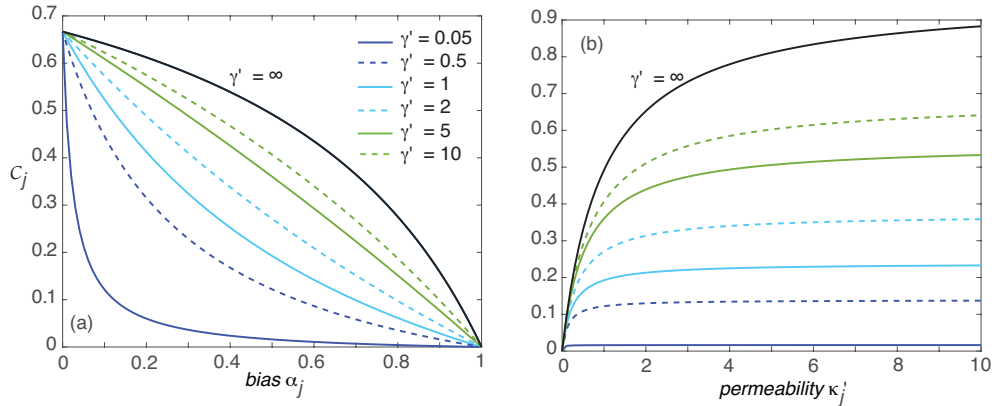 0.7
0.6
0.5
0.4
0.3
0.2
0.1
0
C_j
(a)
γ' = ∞
γ' = 0.05
γ' = 0.5
γ' = 1
γ' = 2
γ' = 5
γ' = 10
0 0.2 0.4 0.6 0.8 1
bias α_j
0.9
0.8
0.7
0.6
0.5
0.4
0.3
0.2
0.1
0
(b)
γ' = ∞
0 2 4 6 8 10
permeability κ_j'